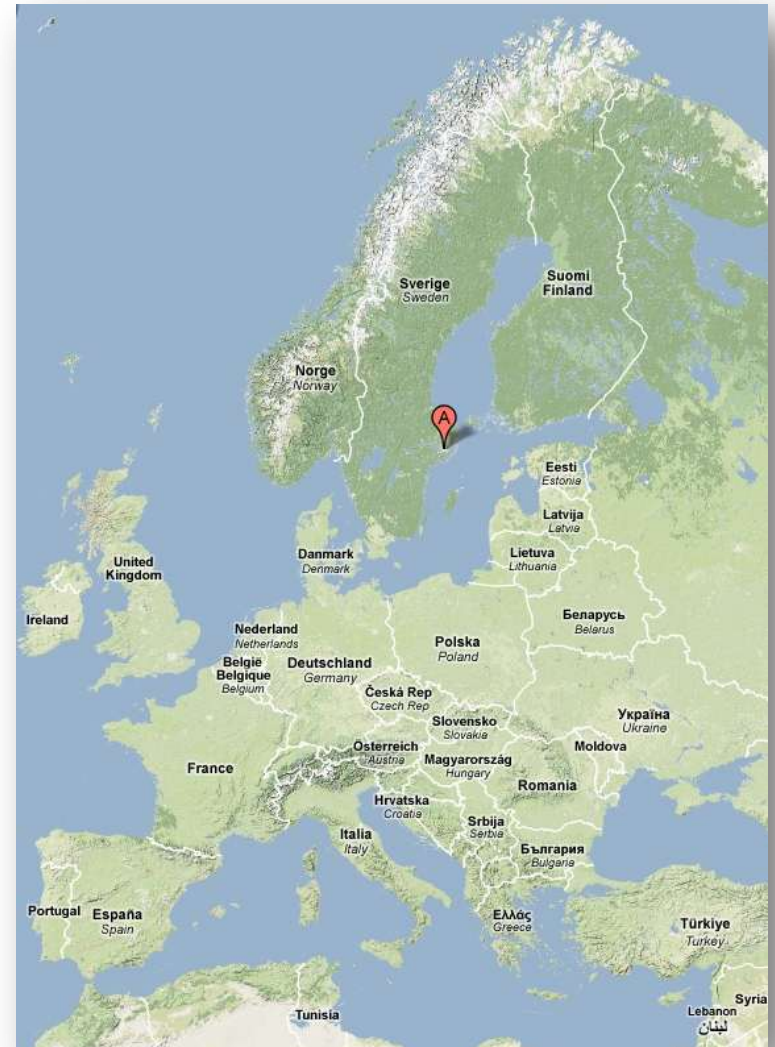 Sverige
Sweden
Suomi
Finland
Norge
Norway
A
Eesti
Estonia
Latvija
Latvia
Danmark
Denmark
Lietuva
Lithuania
United
Kingdom
Беларусь
Belarus
Ireland
Nederland
Netherlands
Polska
Poland
België
Belgique
Belgium
Deutschland
Germany
Česká Rep
Czech Rep
Україна
Ukraine
Slovensko
Slovakia
Österreich
Austria
Moldova
Magyarország
Hungary
France
Romania
Hrvatska
Croatia
Srbija
Serbia
Italia
Italy
България
Bulgaria
Portugal
España
Spain
Ελλάς
Greece
Türkiye
Turkey
Syria
Lebanon
لبنان
Tunisia